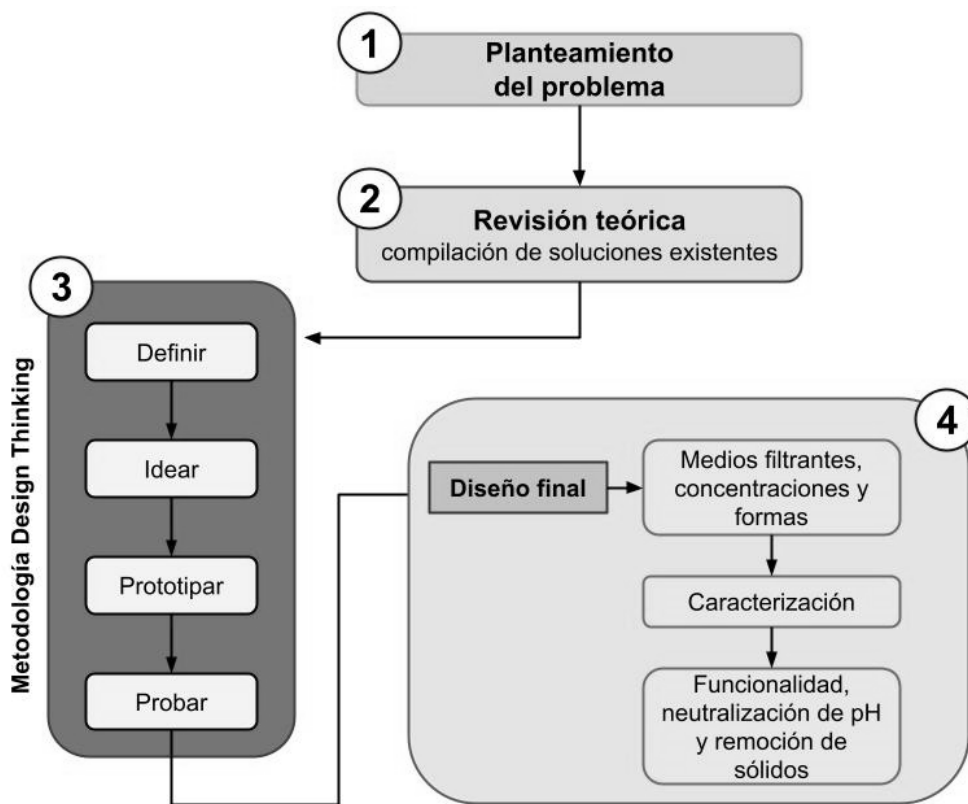 1
Planteamiento
del problema
2
Revisión teórica
compilación de soluciones existentes
3
Metodología Design Thinking
Definir
Idear
Prototipar
Probar
4
Diseño final
Medios filtrantes,
concentraciones y
formas
Caracterización
Funcionalidad,
neutralización de pH
y remoción de
sólidos